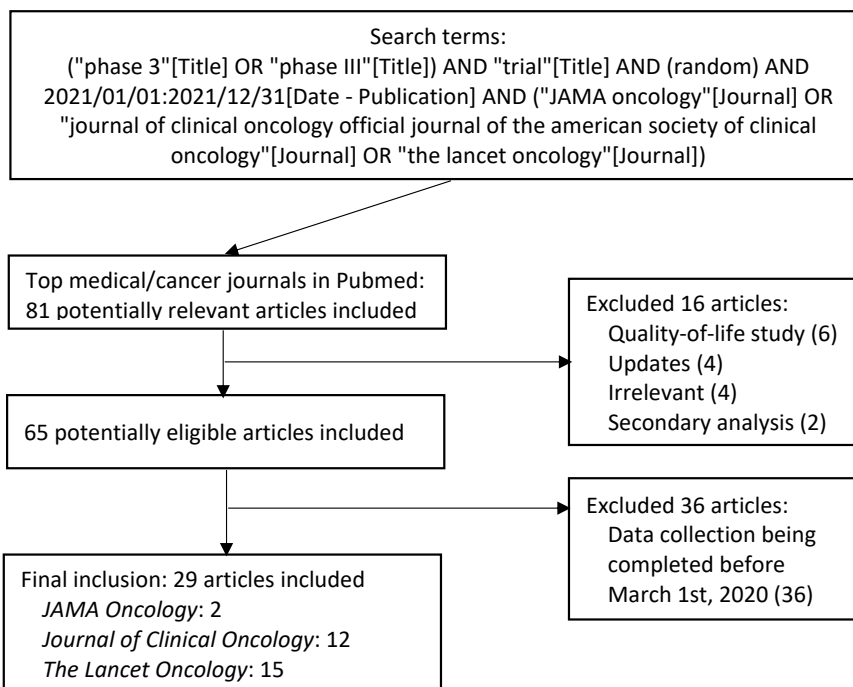 Search terms:
("phase 3"[Title] OR "phase III"[Title]) AND "trial"[Title] AND (random) AND
2021/01/01:2021/12/31[Date - Publication] AND ("JAMA oncology"[Journal] OR
"journal of clinical oncology official journal of the american society of clinical
oncology"[Journal] OR "the lancet oncology"[Journal])
Top medical/cancer journals in Pubmed:
81 potentially relevant articles included
Excluded 16 articles:
Quality-of-life study (6)
Updates (4)
Irrelevant (4)
Secondary analysis (2)
65 potentially eligible articles included
Excluded 36 articles:
Data collection being
completed before
March 1st, 2020 (36)
Final inclusion: 29 articles included
JAMA Oncology: 2
Journal of Clinical Oncology: 12
The Lancet Oncology: 15